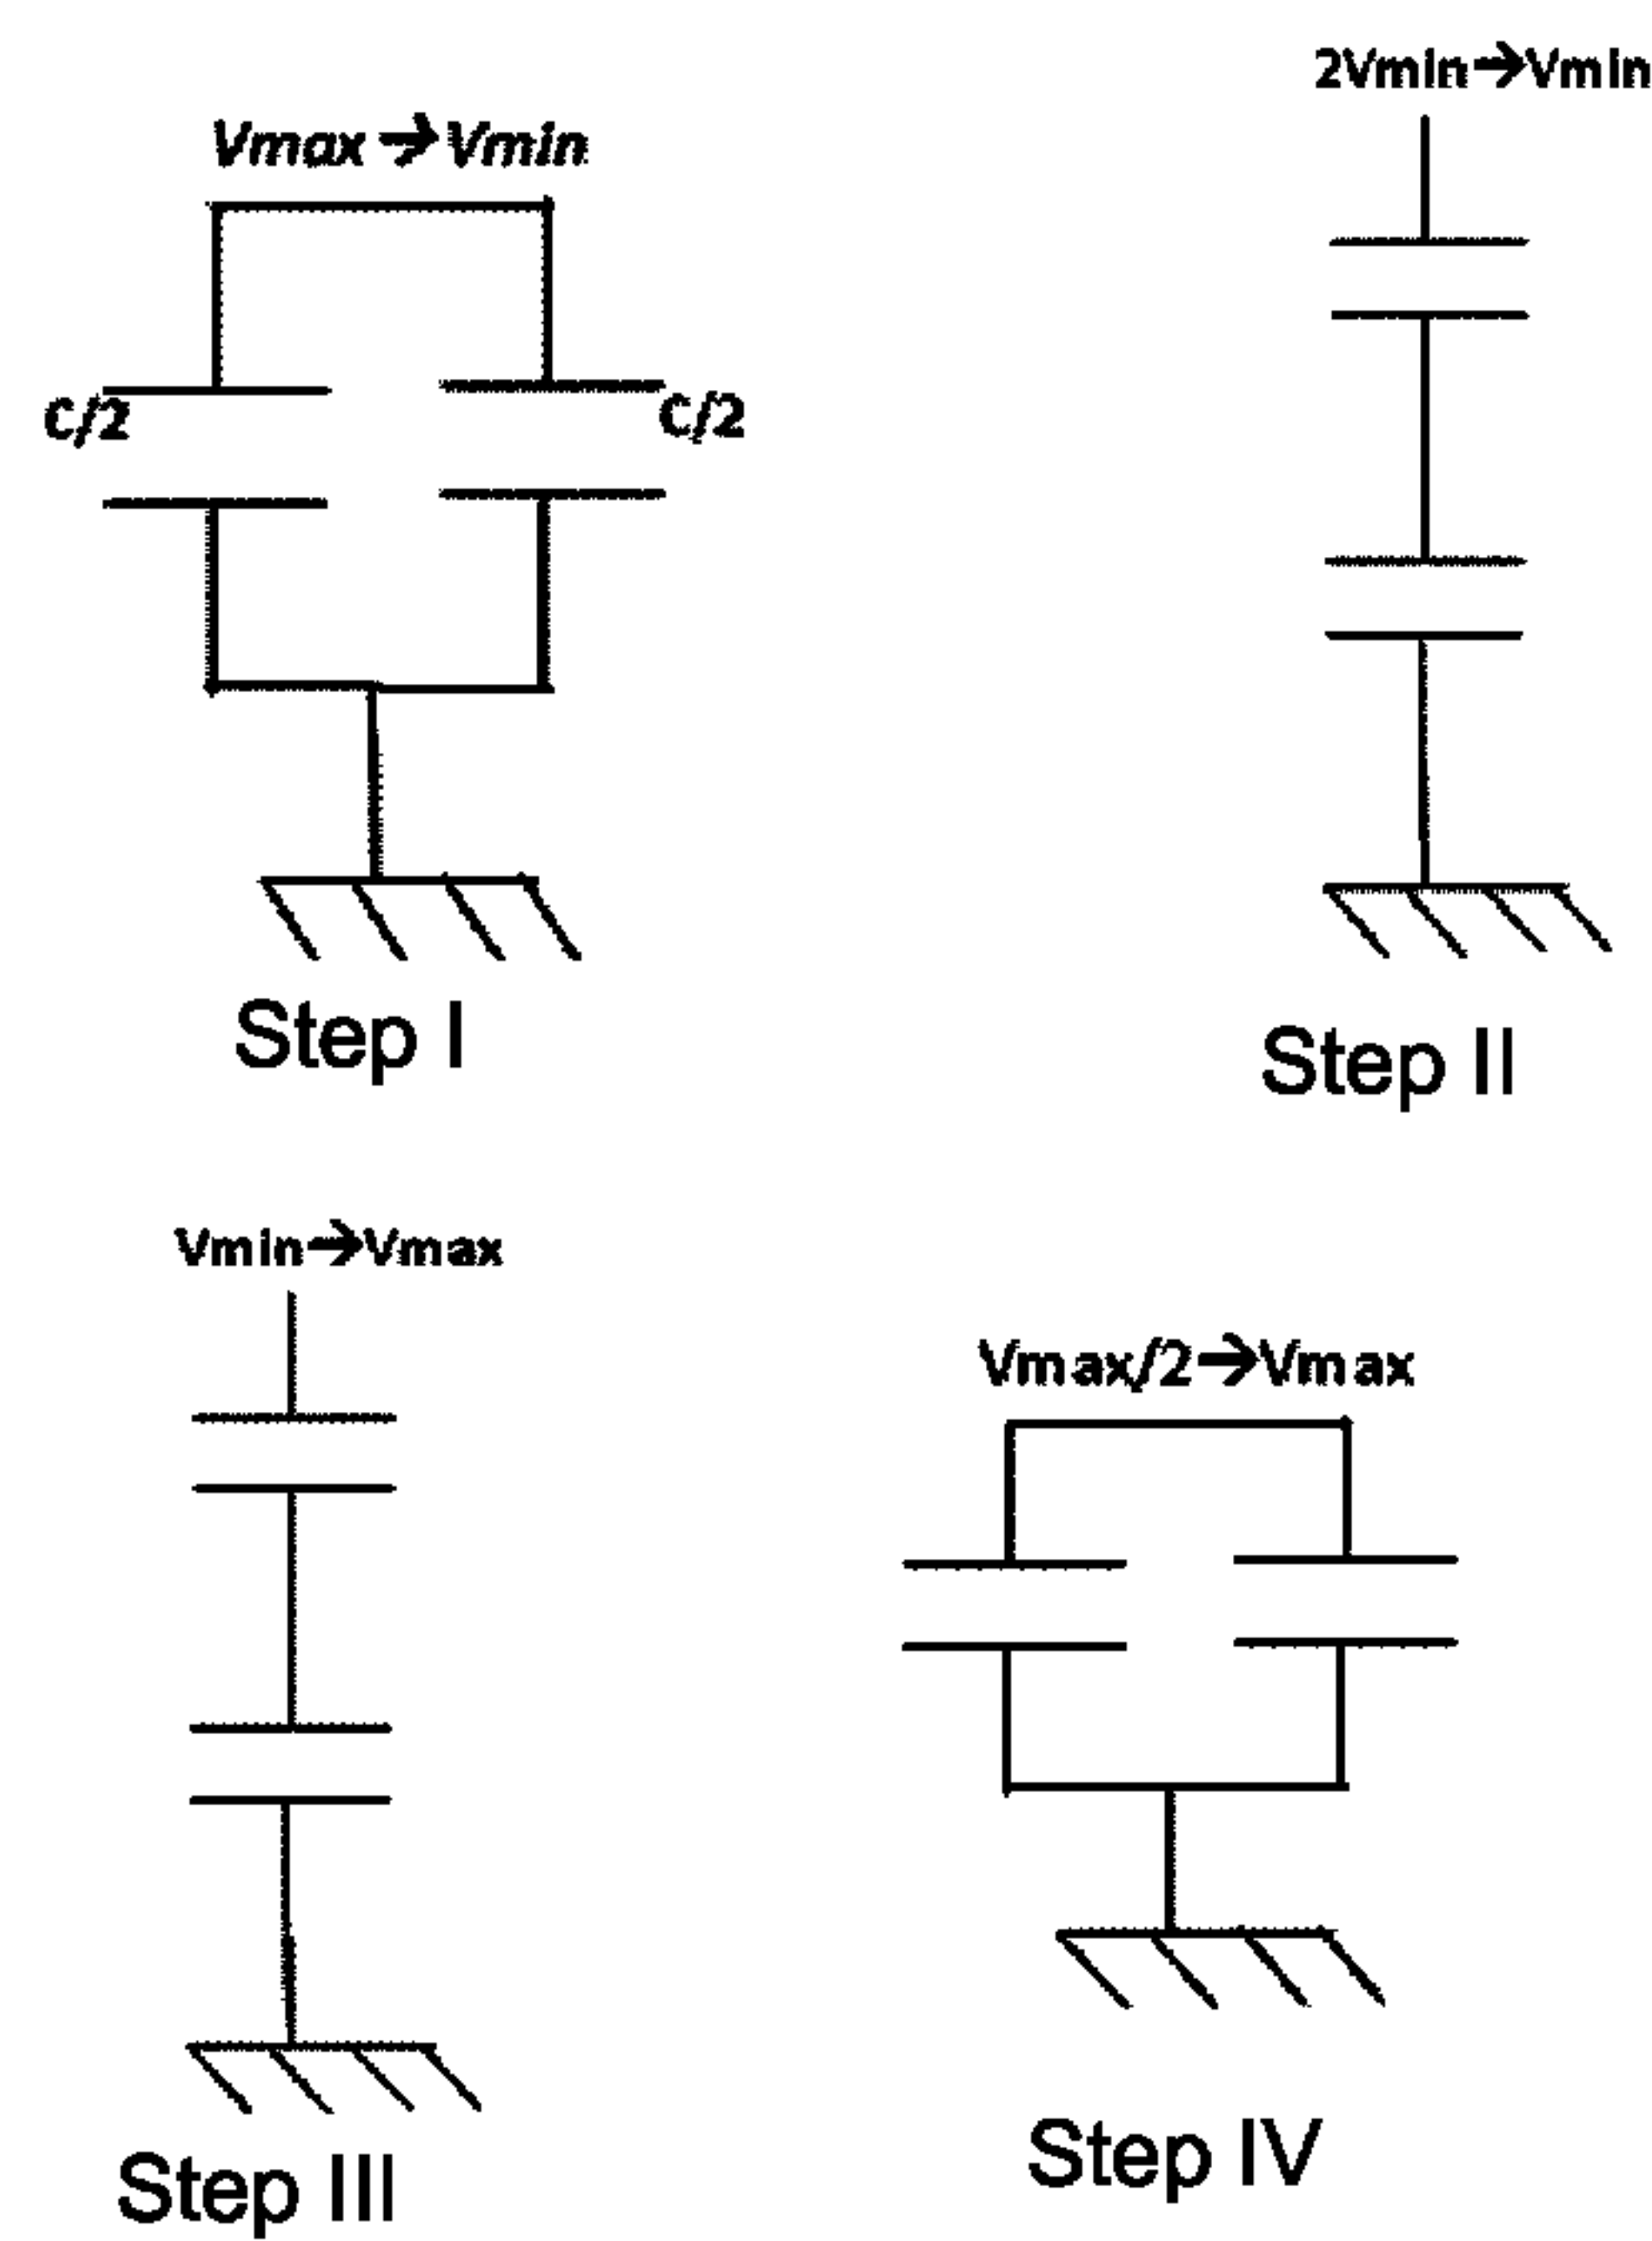 2Vmin→Vmin
Vmax→Vmin
C/2
C/2
Step I
Step II
Vmin→Vmax
Vmax/2→Vmax
Step III
Step IV